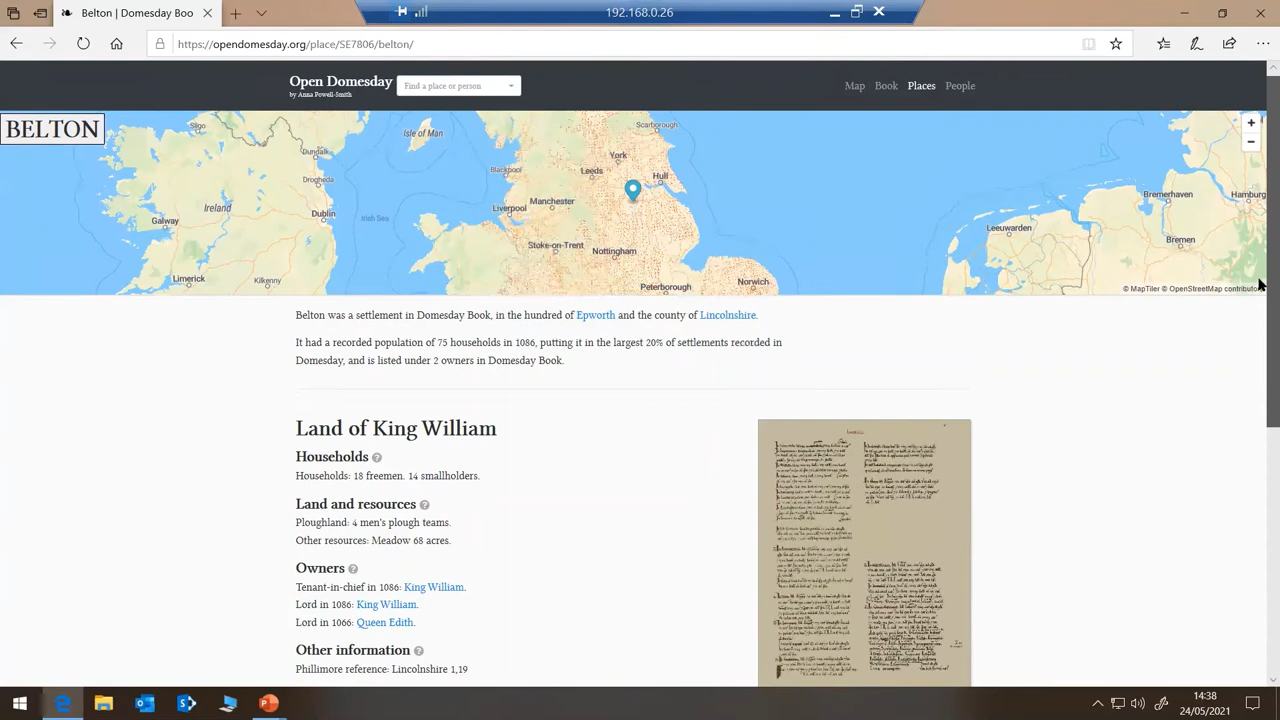 Belton | Domesday Boo
192.168.0.26
https://opendomesday.org/place/SE7806/belton/
Open Domesday
by Anna Powell-Smith
Find a place or person
Map Book Places People
BELTON
Sligo
Isle of Man
Scarborough
Dundalk
York
Blackpool
Leeds
Hull
Drogheda
Bremerhaven
Hamburg
Manchester
Ireland
Liverpool
Galway
Dublin
Irish Sea
Leeuwarden
Bremen
Stoke-on-Trent
Nottingham
Limerick
Kilkenny
Norwich
Peterborough
© MapTiler © OpenStreetMap contributors
Belton was a settlement in Domesday Book, in the hundred of Epworth and the county of Lincolnshire.
It had a recorded population of 75 households in 1086, putting it in the largest 20% of settlements recorded in
Domesday, and is listed under 2 owners in Domesday Book.
Land of King William
Households ?
Households: 18 freemen. 14 smallholders.
Land and resources ?
Ploughland: 4 men's plough teams.
Other resources: Meadow 68 acres.
Owners ?
Tenant-in-chief in 1086: King William.
Lord in 1086: King William.
Lord in 1066: Queen Edith.
Other information ?
Phillimore reference: Lincolnshire 1,19
14:38
24/05/2021